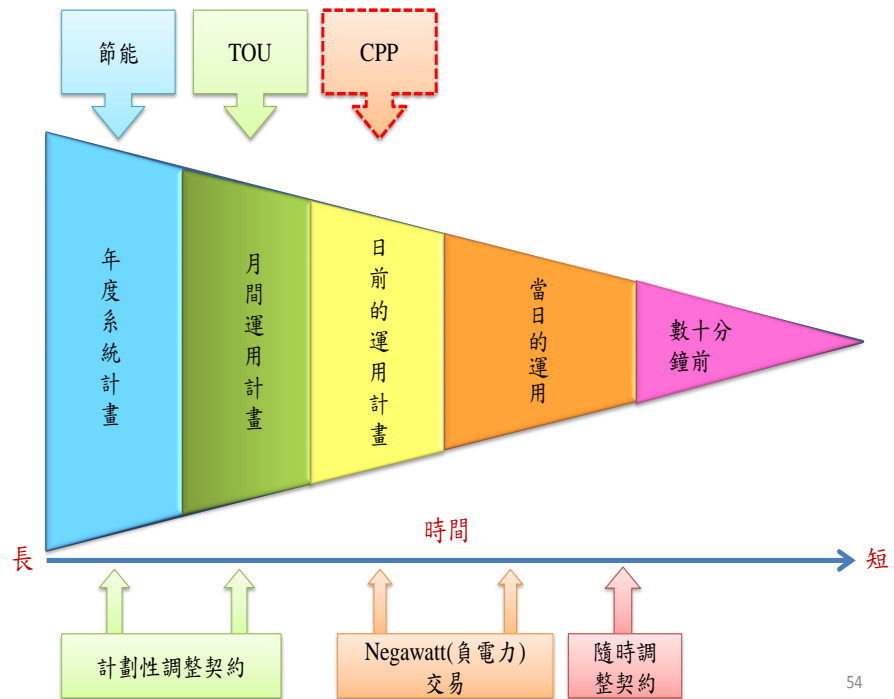 節能
TOU
CPP
年度系統計畫
月間運用計畫
日前的運用計畫
當日的運用
數十分
鐘前
時間
長
短
計劃性調整契約
Negawatt(負電力)
交易
隨時調
整契約
54